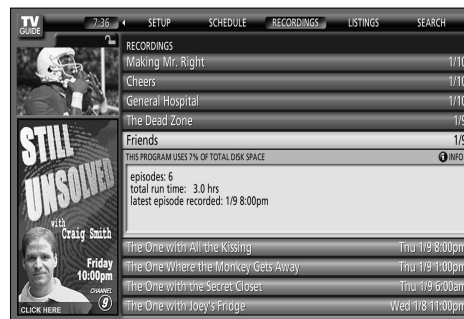 TV
GUIDE
7:36
SETUP
SCHEDULE
RECORDINGS
LISTINGS
SEARCH
RECORDINGS
Making Mr. Right 1/10
Cheers 1/10
General Hospital 1/10
The Dead Zone 1/9
Friends 1/9
THIS PROGRAM USES 7% OF TOTAL DISK SPACE
INFO
episodes: 6
total run time: 3.0 hrs
latest episode recorded: 1/9 8:00pm
The One with All the Kissing Thu 1/9 8:00pm
The One Where the Monkey Gets Away Thu 1/9 1:00pm
The One with the Secret Closet Thu 1/9 6:00am
The One with Joey's Fridge Wed 1/8 11:00pm
STILL
UNSOLVED
with
Craig Smith
Friday
10:00pm
CHANNEL
9
CLICK HERE